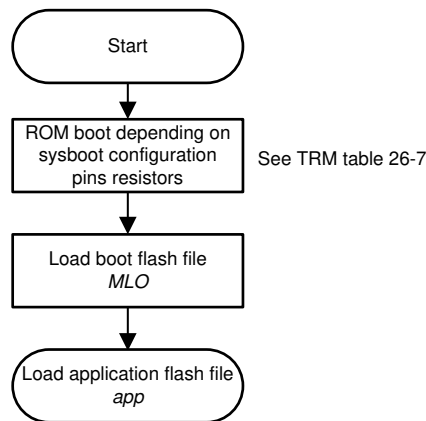 Start
ROM boot depending on
sysboot configuration
pins resistors
See TRM table 26-7
Load boot flash file
MLO
Load application flash file
app